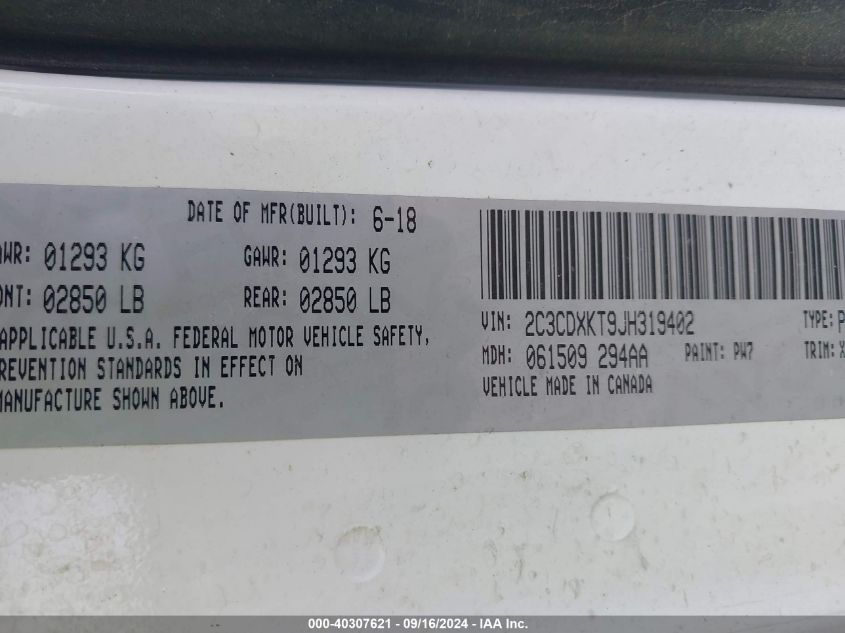 DATE OF MFR(BUILT): 6-18
AWR: 01293 KG GAWR: 01293 KG
ONT: 02850 LB REAR: 02850 LB
APPLICABLE U.S.A. FEDERAL MOTOR VEHICLE SAFETY,
REVENTION STANDARDS IN EFFECT ON
MANUFACTURE SHOWN ABOVE.
VIN: 2C3CDXKT9JH319402 TYPE: P
MDH: 061509 294AA PAINT: PW7 TRIM: X
VEHICLE MADE IN CANADA
000-40307621 - 09/16/2024 - IAA Inc.